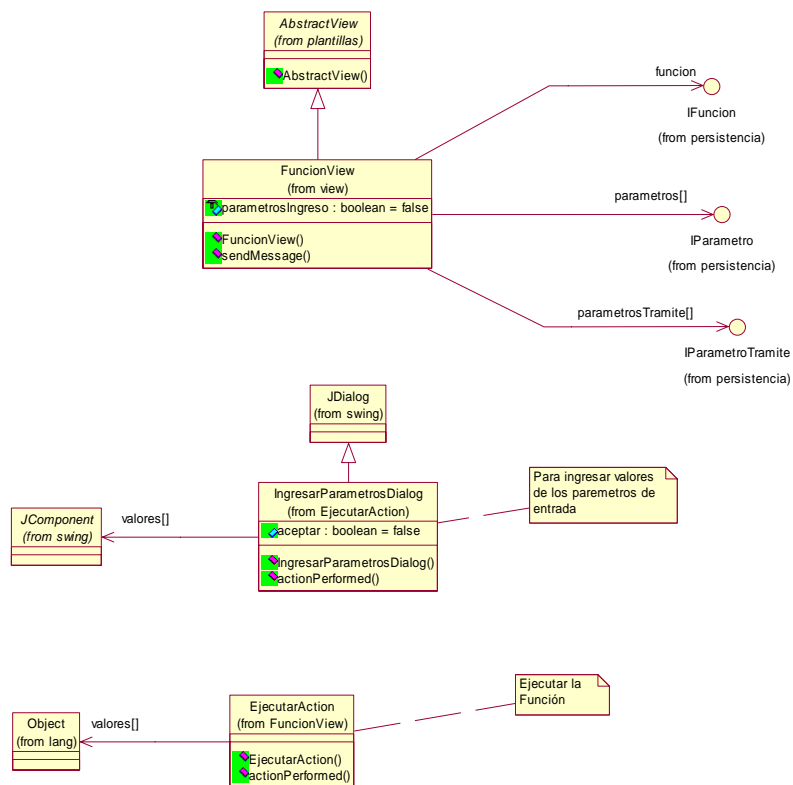 AbstractView
(from plantillas)
AbstractView()
funcion
IFuncion
(from persistencia)
FuncionView
(from view)
parametrosIngreso : boolean = false
FuncionView()
sendMessage()
parametros[]
IParametro
(from persistencia)
parametrosTramite[]
IParametroTramite
(from persistencia)
JDialog
(from swing)
IngresarParametrosDialog
(from EjecutarAction)
aceptar : boolean = false
IngresarParametrosDialog()
actionPerformed()
Para ingresar valores
de los paremetros de
entrada
JComponent
(from swing)
valores[]
Ejecutar la
Función
EjecutarAction
(from FuncionView)
EjecutarAction()
actionPerformed()
Object
(from lang)
valores[]